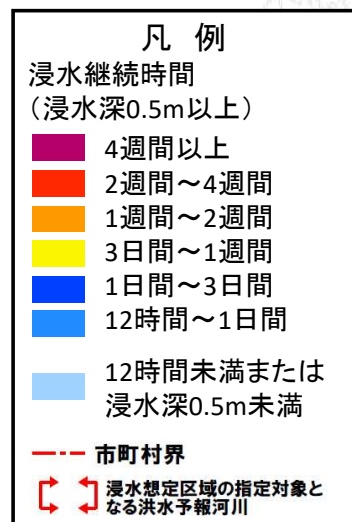 凡 例
浸水継続時間
（浸水深0.5m以上）
4週間以上
2週間～4週間
1週間～2週間
3日間～1週間
1日間～3日間
12時間～1日間
12時間未満または
浸水深0.5m未満
市町村界
浸水想定区域の指定対象と
なる洪水予報河川